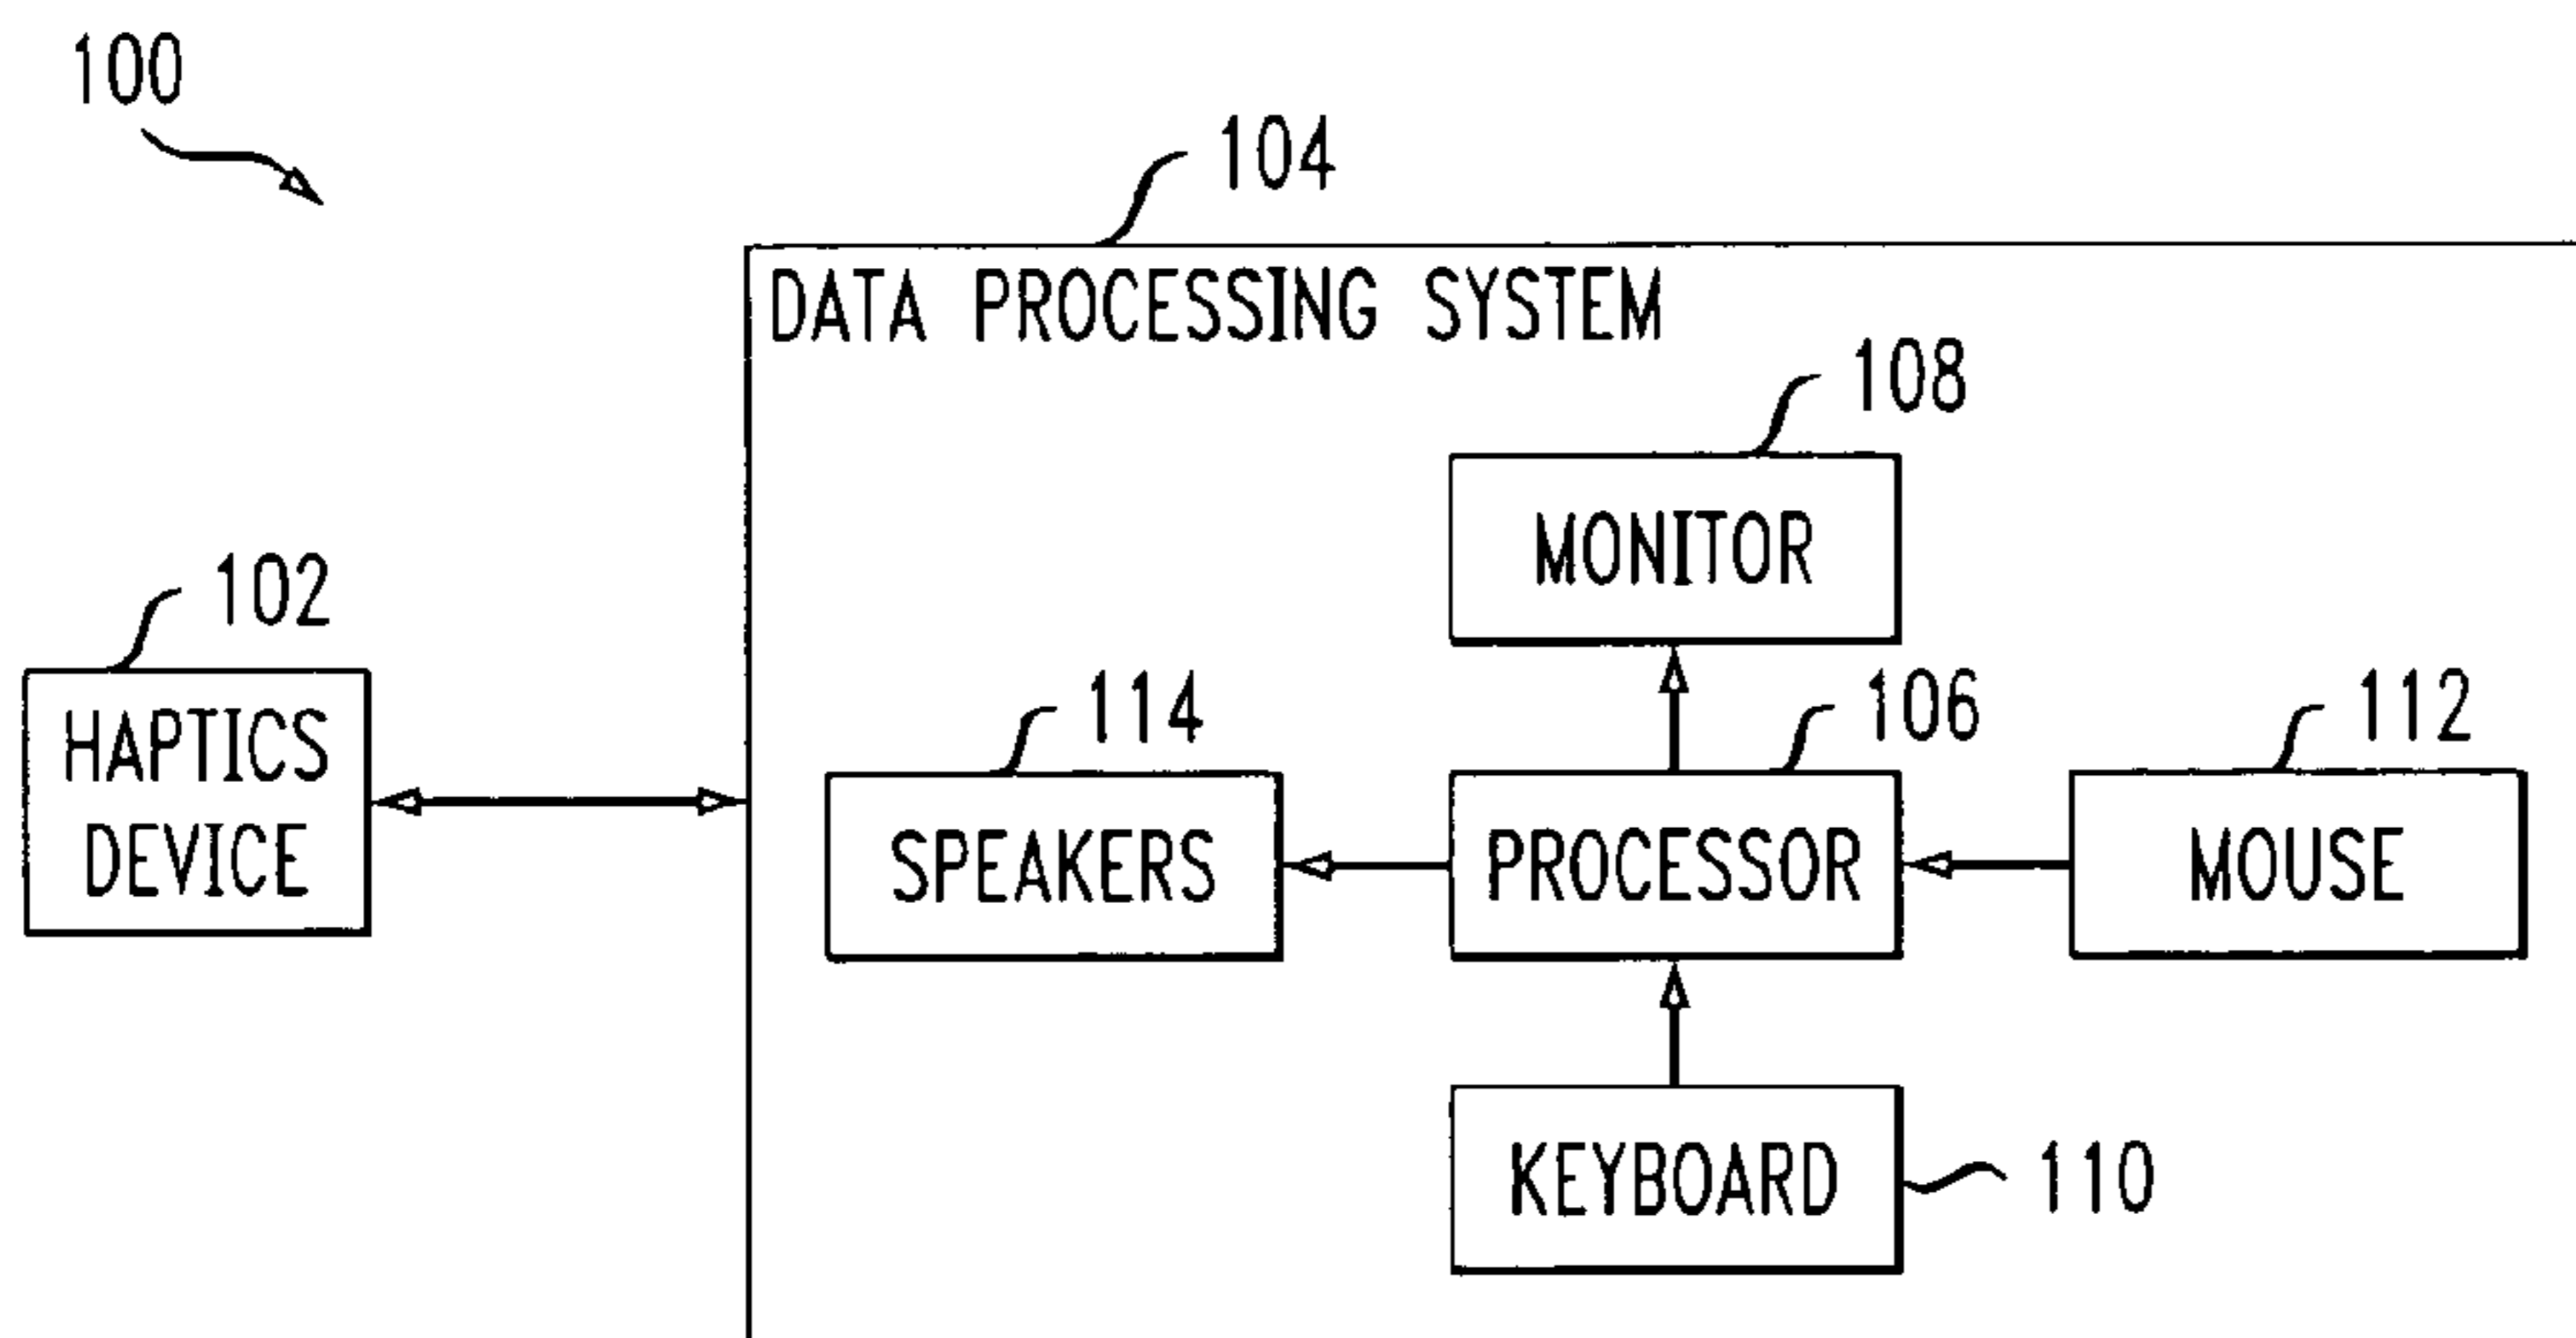 100
104
DATA PROCESSING SYSTEM
108
MONITOR
102
HAPTICS
DEVICE
114
SPEAKERS
106
PROCESSOR
112
MOUSE
KEYBOARD
110